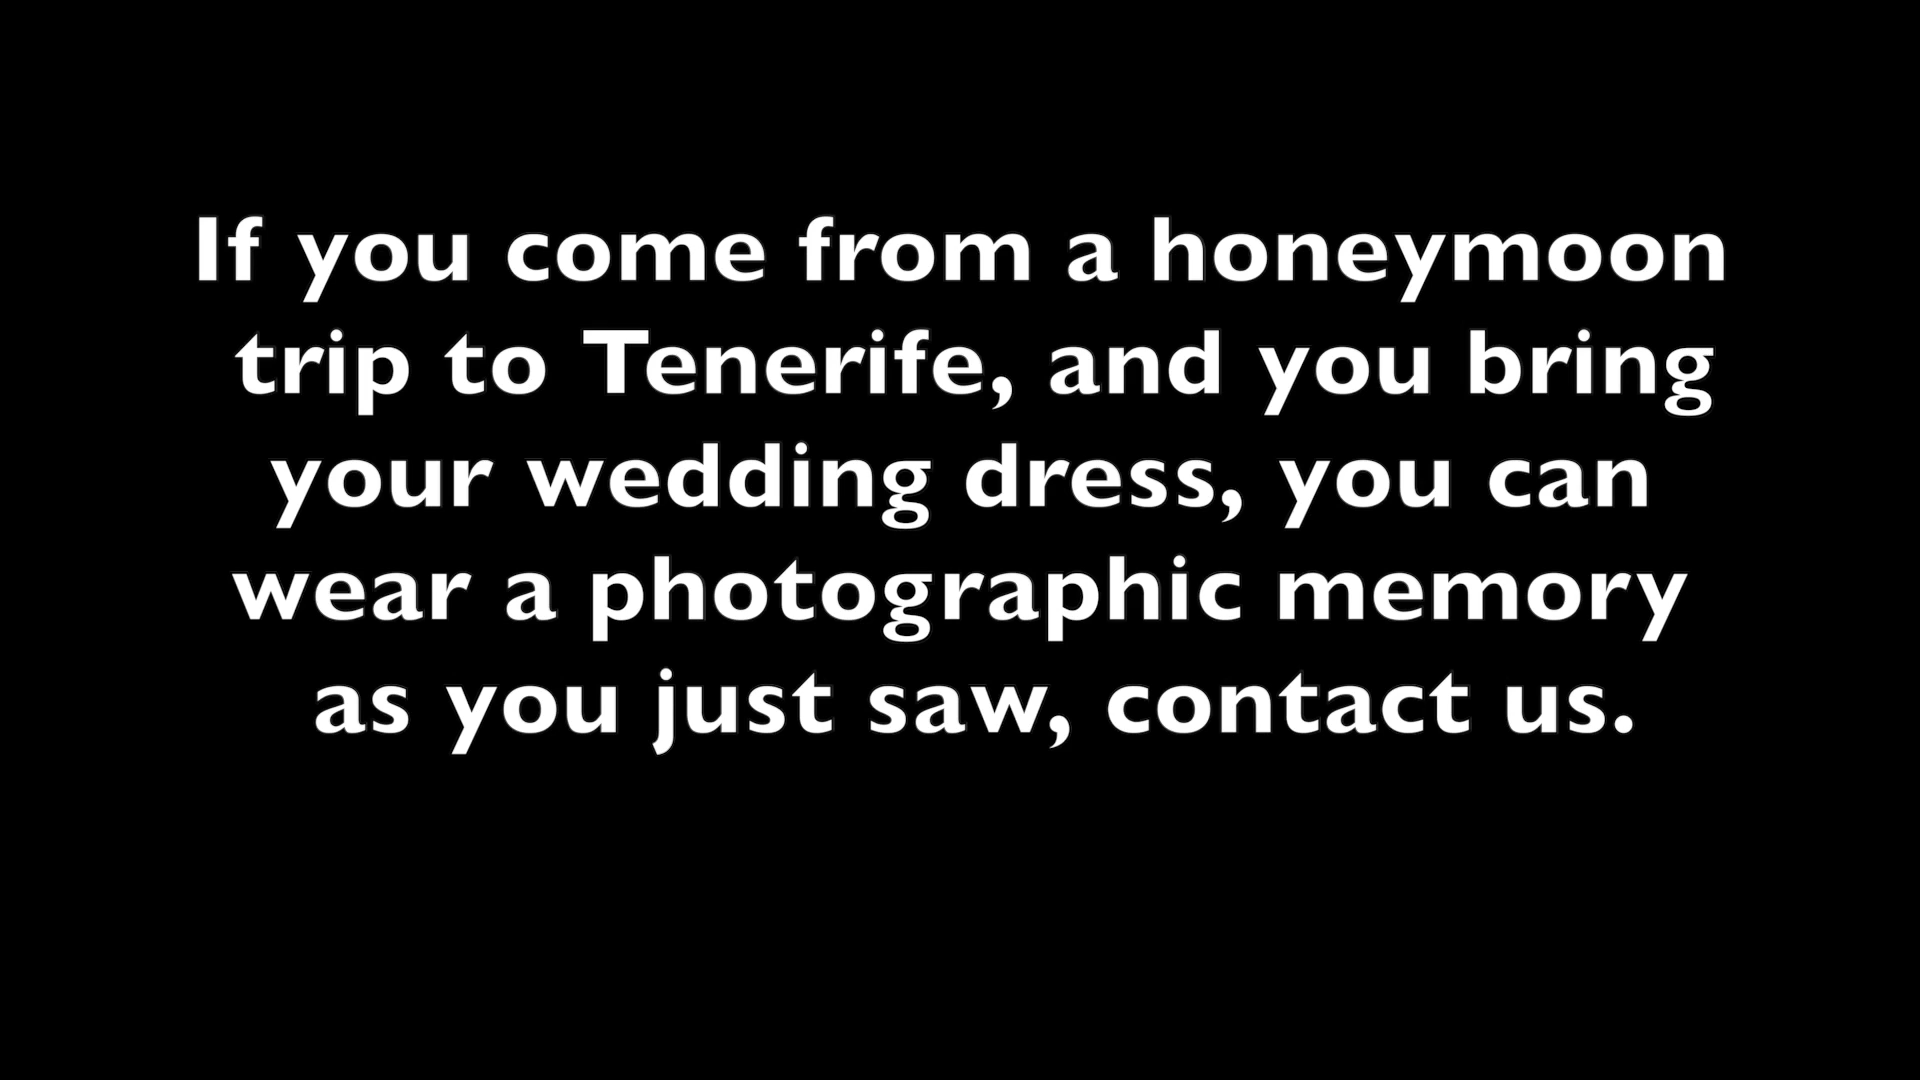 If you come from a honeymoon
trip to Tenerife, and you bring
your wedding dress, you can
wear a photographic memory
as you just saw, contact us.